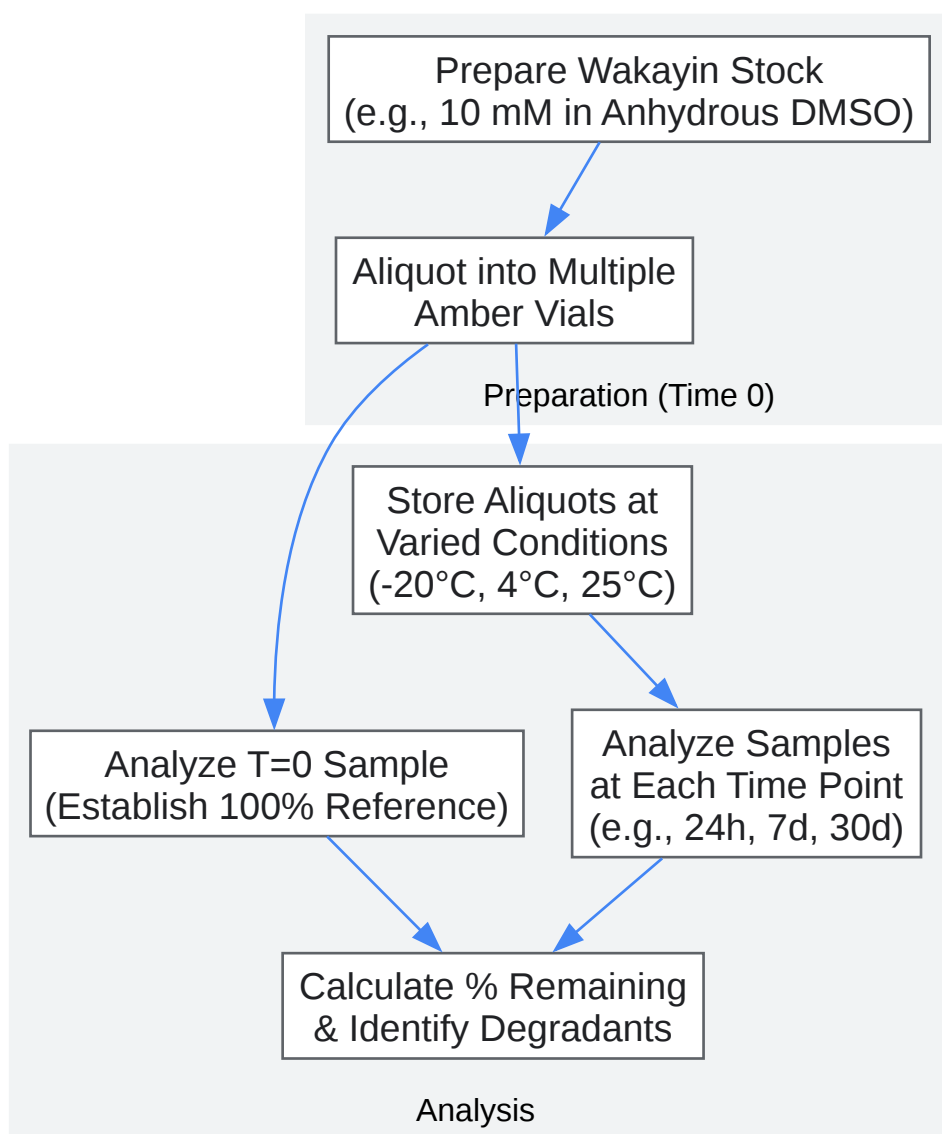 Prepare Wakayin Stock
(e.g., 10 mM in Anhydrous DMSO)
Aliquot into Multiple
Amber Vials
Preparation (Time 0)
Store Aliquots at
Varied Conditions
(-20°C, 4°C, 25°C)
Analyze T=0 Sample
(Establish 100% Reference)
Analyze Samples
at Each Time Point
(e.g., 24h, 7d, 30d)
Calculate % Remaining
& Identify Degradants
Analysis